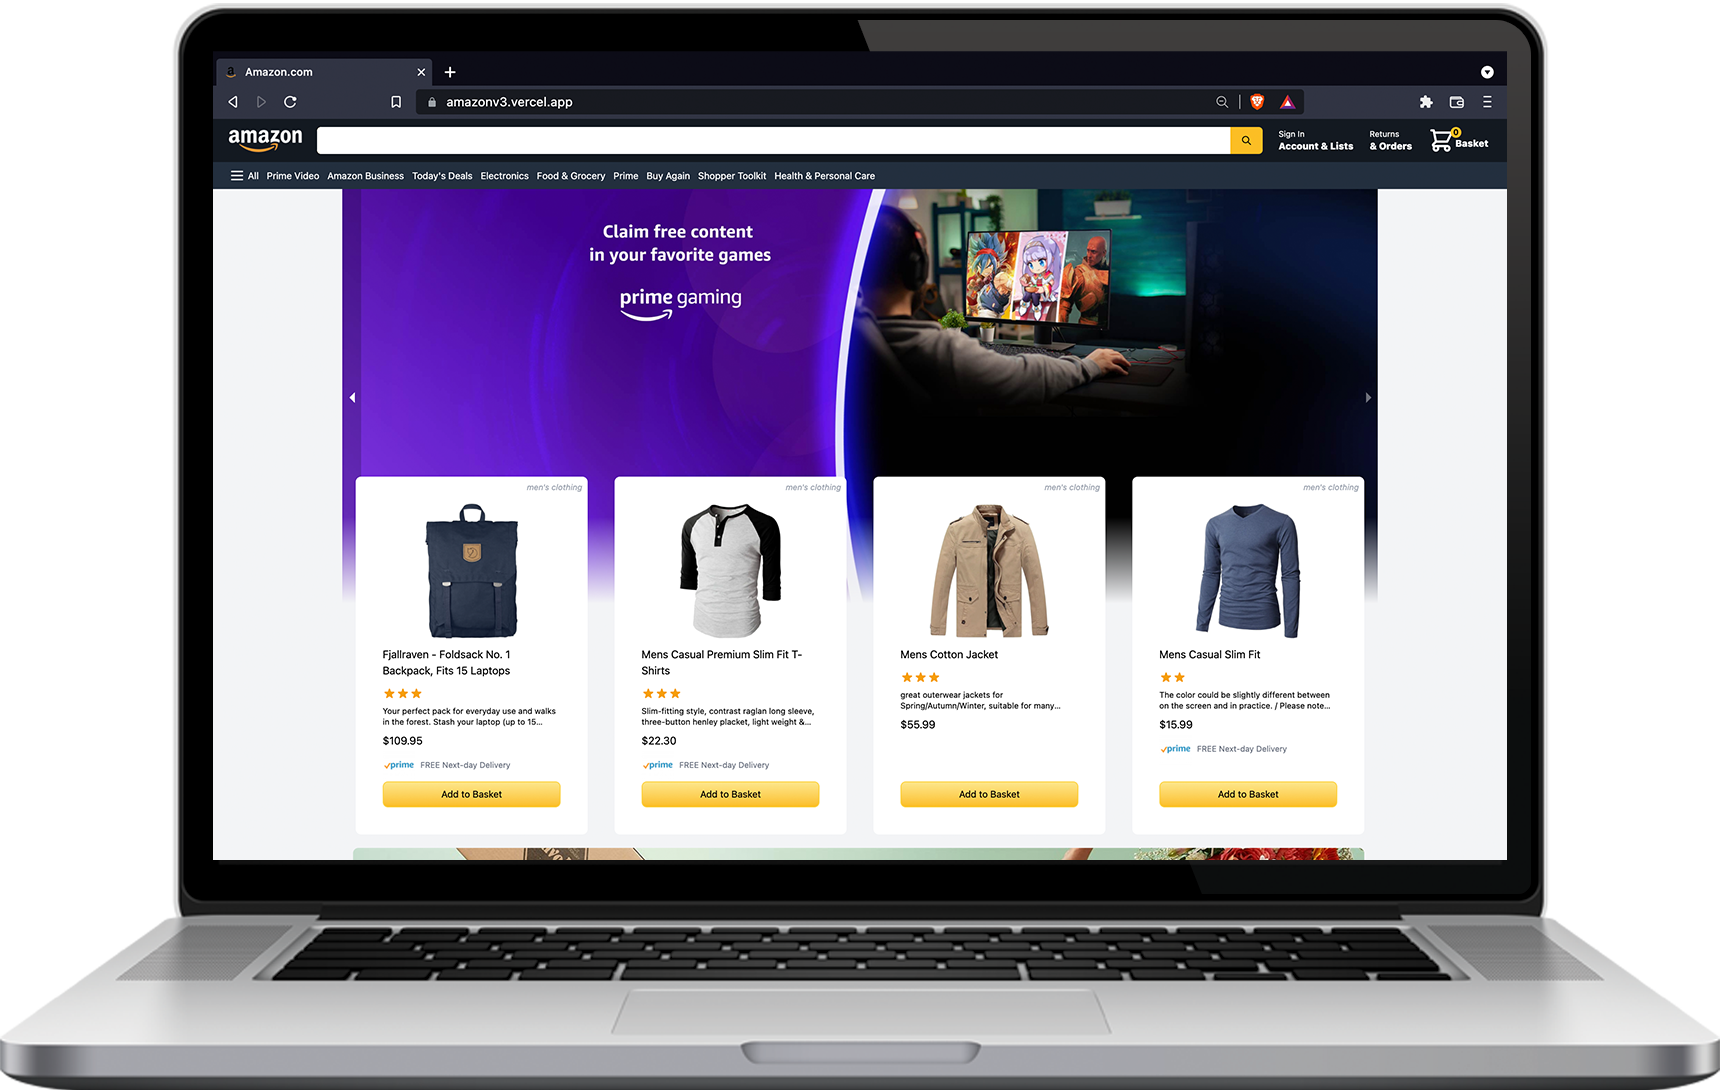 Amazon.com
amazonv3.vercel.app
amazon
Sign In
Account & Lists
Returns
& Orders
0
Basket
All Prime Video Amazon Business Today's Deals Electronics Food & Grocery Prime Buy Again Shopper Toolkit Health & Personal Care
Claim free content
in your favorite games
prime gaming
men's clothing
Fjallraven - Foldsack No. 1
Backpack, Fits 15 Laptops
Your perfect pack for everyday use and walks
in the forest. Stash your laptop (up to 15...
$109.95
prime FREE Next-day Delivery
Add to Basket
men's clothing
Mens Casual Premium Slim Fit T-
Shirts
Slim-fitting style, contrast raglan long sleeve,
three-button henley placket, light weight &...
$22.30
prime FREE Next-day Delivery
Add to Basket
men's clothing
Mens Cotton Jacket
great outerwear jackets for
Spring/Autumn/Winter, suitable for many...
$55.99
Add to Basket
men's clothing
Mens Casual Slim Fit
The color could be slightly different between
on the screen and in practice. / Please note...
$15.99
prime FREE Next-day Delivery
Add to Basket